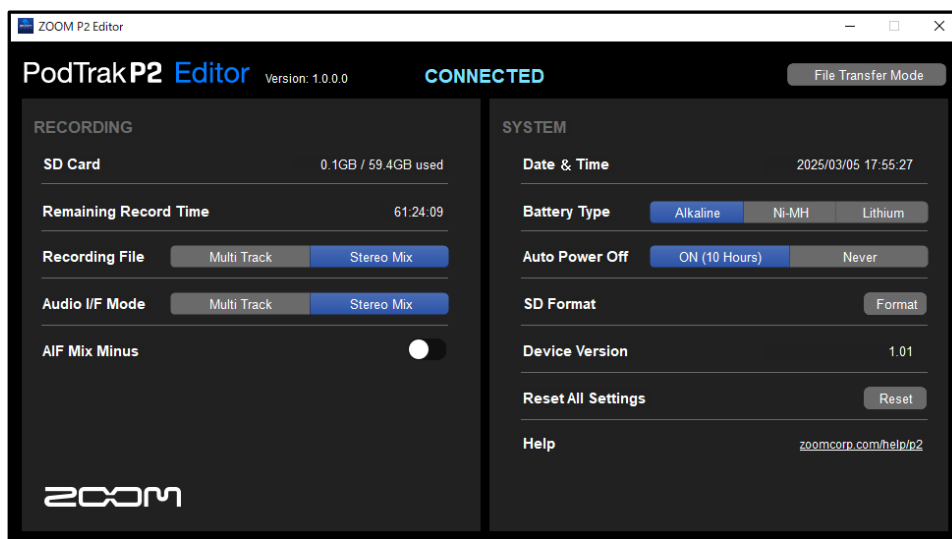 ZOOM P2 Editor
PodTrak P2 Editor Version: 1.0.0.0 CONNECTED File Transfer Mode
RECORDING
SD Card 0.1GB / 59.4GB used
Remaining Record Time 61:24:09
Recording File Multi Track Stereo Mix
Audio I/F Mode Multi Track Stereo Mix
AIF Mix Minus
ZOOM
SYSTEM
Date & Time 2025/03/05 17:55:27
Battery Type Alkaline Ni-MH Lithium
Auto Power Off ON (10 Hours) Never
SD Format Format
Device Version 1.01
Reset All Settings Reset
Help zoomcorp.com/help/p2